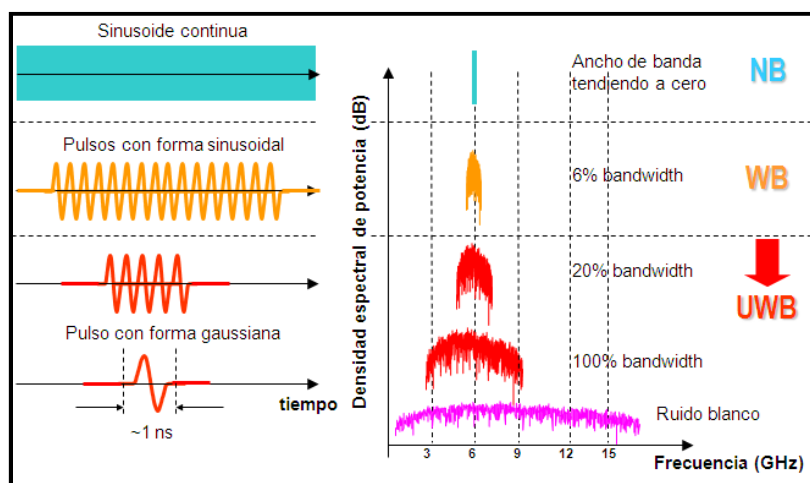 Sinusoide continua
Pulsos con forma sinusoidal
Pulso con forma gaussiana
~1 ns
tiempo
Densidad espectral de potencia (dB)
Ancho de banda
tendiendo a cero
NB
6% bandwidth
WB
20% bandwidth
UWB
100% bandwidth
Ruido blanco
3 6 9 12 15
Frecuencia (GHz)